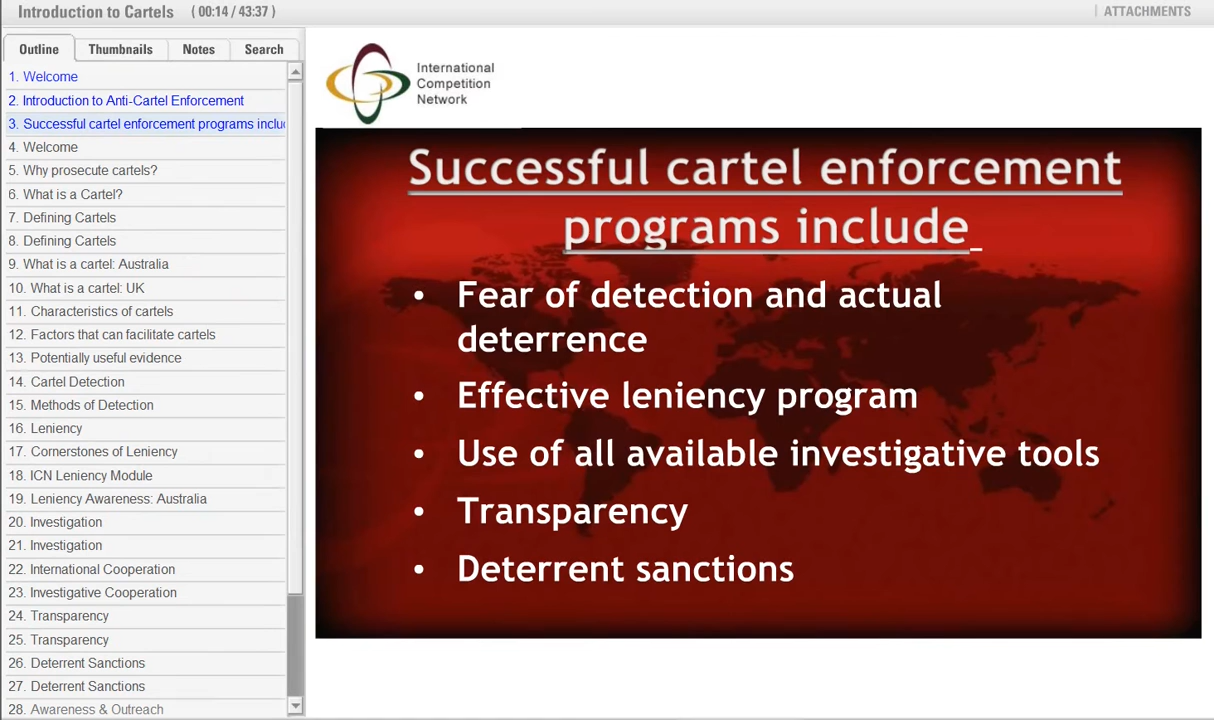 Introduction to Cartels ( 00:14 / 43:37 )
ATTACHMENTS
Outline Thumbnails Notes Search
1. Welcome
2. Introduction to Anti-Cartel Enforcement
3. Successful cartel enforcement programs inclu
4. Welcome
5. Why prosecute cartels?
6. What is a Cartel?
7. Defining Cartels
8. Defining Cartels
9. What is a cartel: Australia
10. What is a cartel: UK
11. Characteristics of cartels
12. Factors that can facilitate cartels
13. Potentially useful evidence
14. Cartel Detection
15. Methods of Detection
16. Leniency
17. Cornerstones of Leniency
18. ICN Leniency Module
19. Leniency Awareness: Australia
20. Investigation
21. Investigation
22. International Cooperation
23. Investigative Cooperation
24. Transparency
25. Transparency
26. Deterrent Sanctions
27. Deterrent Sanctions
28. Awareness & Outreach
International
Competition
Network
Successful cartel enforcement
programs include
• Fear of detection and actual
deterrence
• Effective leniency program
• Use of all available investigative tools
• Transparency
• Deterrent sanctions